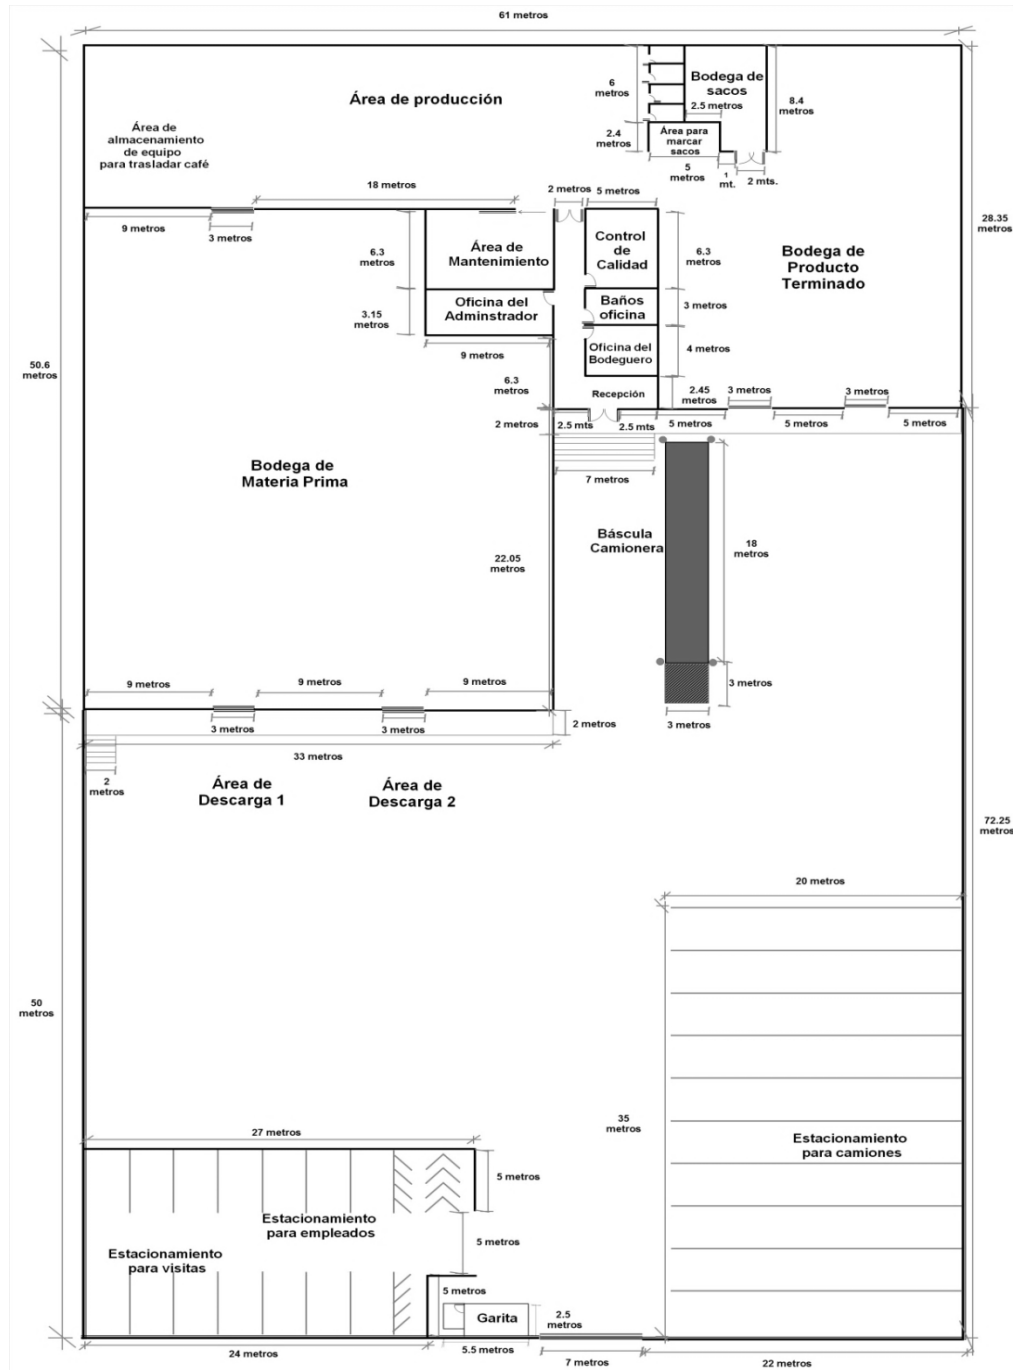 61 metros
Bodega de
sacos
6
metros
2.5 metros
8.4
metros
Área de producción
Área de
almacenamiento
de equipo
para trasladar café
2.4
metros
Área para
marcar
sacos
5
metros
1
mt.
2 mts.
18 metros
2 metros
5 metros
9 metros
3 metros
28.35
metros
6.3
metros
Área de
Mantenimiento
Control
de
Calidad
6.3
metros
Bodega de
Producto
Terminado
3.15
metros
Oficina del
Adminstrador
Baños
oficina
3 metros
9 metros
Oficina del
Bodeguero
4 metros
50.6
metros
6.3
metros
Recepción
2.45
metros
3 metros
3 metros
2 metros
2.5 mts
2.5 mts
5 metros
5 metros
5 metros
Bodega de
Materia Prima
7 metros
Báscula
Camionera
18
metros
22.05
metros
9 metros
9 metros
9 metros
3 metros
3 metros
3 metros
3 metros
2 metros
33 metros
2
metros
Área de
Descarga 1
Área de
Descarga 2
72.25
metros
20 metros
50
metros
35
metros
27 metros
Estacionamiento
para camiones
5 metros
Estacionamiento
para empleados
5 metros
Estacionamiento
para visitas
5 metros
Garita
2.5
metros
24 metros
5.5 metros
7 metros
22 metros